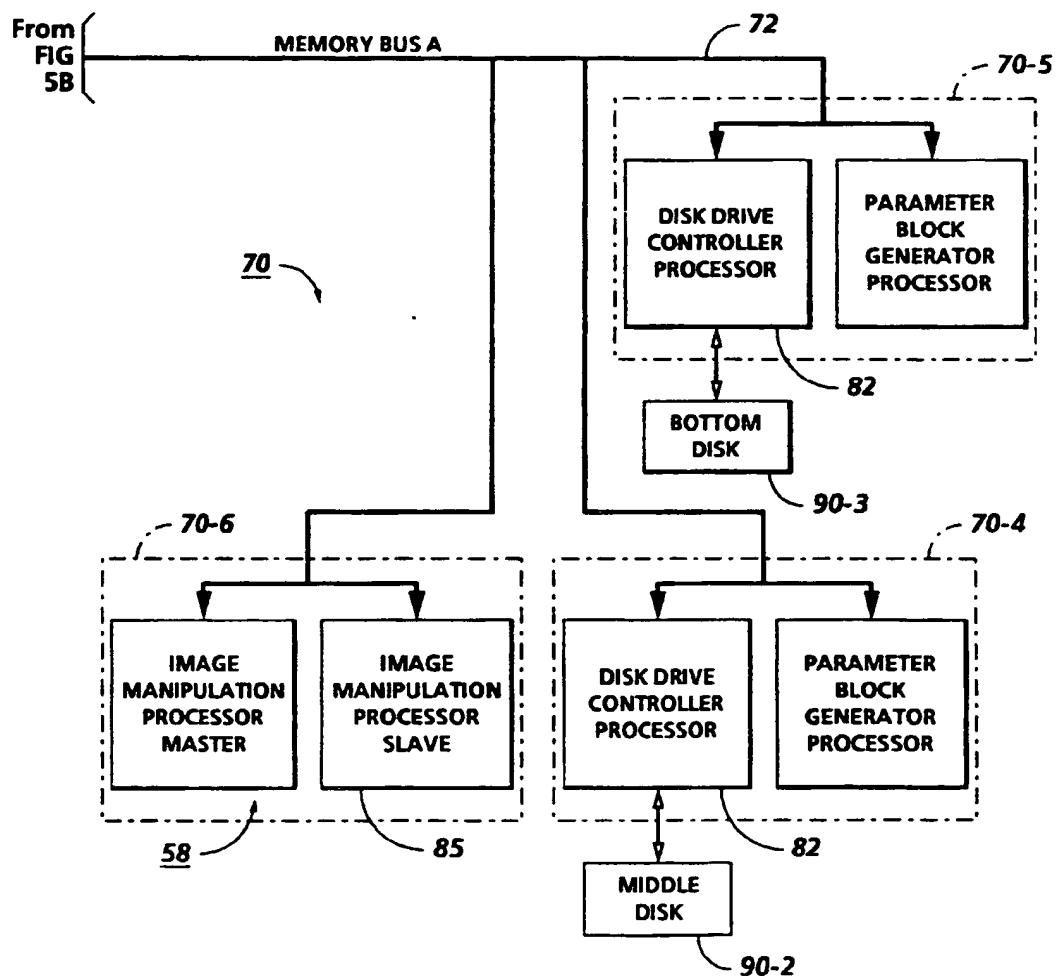 From
FIG
5B
MEMORY BUS A
72
70-5
DISK DRIVE
CONTROLLER
PROCESSOR
PARAMETER
BLOCK
GENERATOR
PROCESSOR
70
82
BOTTOM
DISK
90-3
70-6
70-4
IMAGE
MANIPULATION
PROCESSOR
MASTER
IMAGE
MANIPULATION
PROCESSOR
SLAVE
DISK DRIVE
CONTROLLER
PROCESSOR
PARAMETER
BLOCK
GENERATOR
PROCESSOR
58
85
82
MIDDLE
DISK
90-2